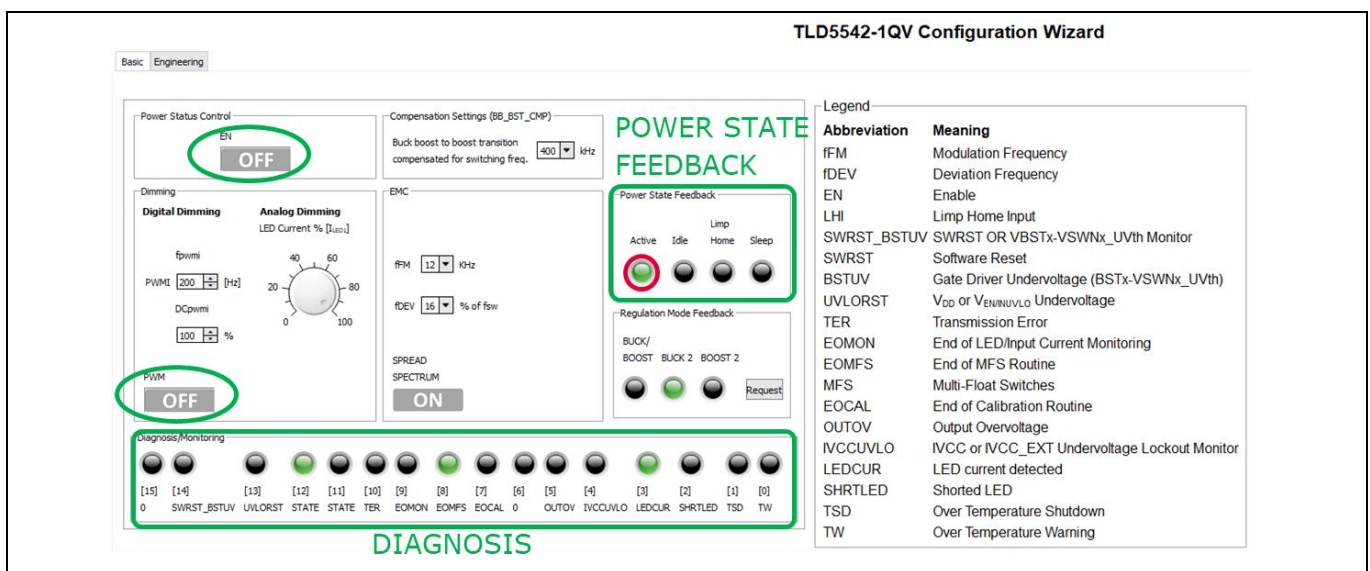 TLD5542-1QV Configuration Wizard
Basic Engineering
Power Status Control
EN
OFF
Compensation Settings (BB_BST_CMP)
Buck boost to boost transition
compensated for switching freq. 400 kHz
POWER STATE
FEEDBACK
Dimming
Digital Dimming
fpwmi
PWMI 200 [Hz]
DCpwmi
100 %
Analog Dimming
LED Current % [ILED1]
0 20 40 60 80 100
PWM
OFF
EMC
fFM 12 KHz
fDEV 16 % of fsw
SPREAD
SPECTRUM
ON
Power State Feedback
Active Idle Limp Home Sleep
Regulation Mode Feedback
BUCK/
BOOST BUCK 2 BOOST 2
Request
Diagnosis/Monitoring
[15] [14] [13] [12] [11] [10] [9] [8] [7] [6] [5] [4] [3] [2] [1] [0]
0 SWRST_BSTUV UVLORST STATE STATE TER EOMON EOMFS EOCAL 0 OUTOV IVCCUVLO LEDCUR SHRTLED TSD TW
DIAGNOSIS
Legend
Abbreviation Meaning
fFM Modulation Frequency
fDEV Deviation Frequency
EN Enable
LHI Limp Home Input
SWRST_BSTUV SWRST OR VBSTx-VSWNx_UVth Monitor
SWRST Software Reset
BSTUV Gate Driver Undervoltage (BSTx-VSWNx_UVth)
UVLORST VDD or VEN/INUVLO Undervoltage
TER Transmission Error
EOMON End of LED/Input Current Monitoring
EOMFS End of MFS Routine
MFS Multi-Float Switches
EOCAL End of Calibration Routine
OUTOV Output Overvoltage
IVCCUVLO IVCC or IVCC_EXT Undervoltage Lockout Monitor
LEDCUR LED current detected
SHRTLED Shorted LED
TSD Over Temperature Shutdown
TW Over Temperature Warning